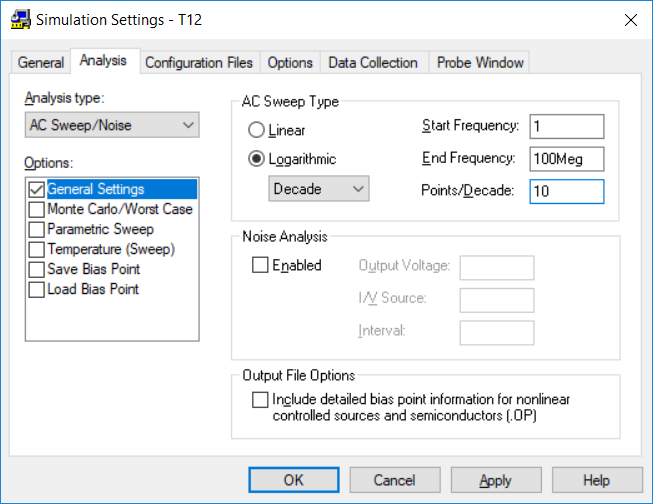 Simulation Settings - T12
General
Analysis
Configuration Files
Options
Data Collection
Probe Window
Analysis type:
AC Sweep/Noise
Options:
General Settings
Monte Carlo/Worst Case
Parametric Sweep
Temperature (Sweep)
Save Bias Point
Load Bias Point
AC Sweep Type
Linear
Logarithmic
Decade
Start Frequency: 1
End Frequency: 100Meg
Points/Decade: 10
Noise Analysis
Enabled
Output Voltage:
I/V Source:
Interval:
Output File Options
Include detailed bias point information for nonlinear
controlled sources and semiconductors (.OP)
OK
Cancel
Apply
Help